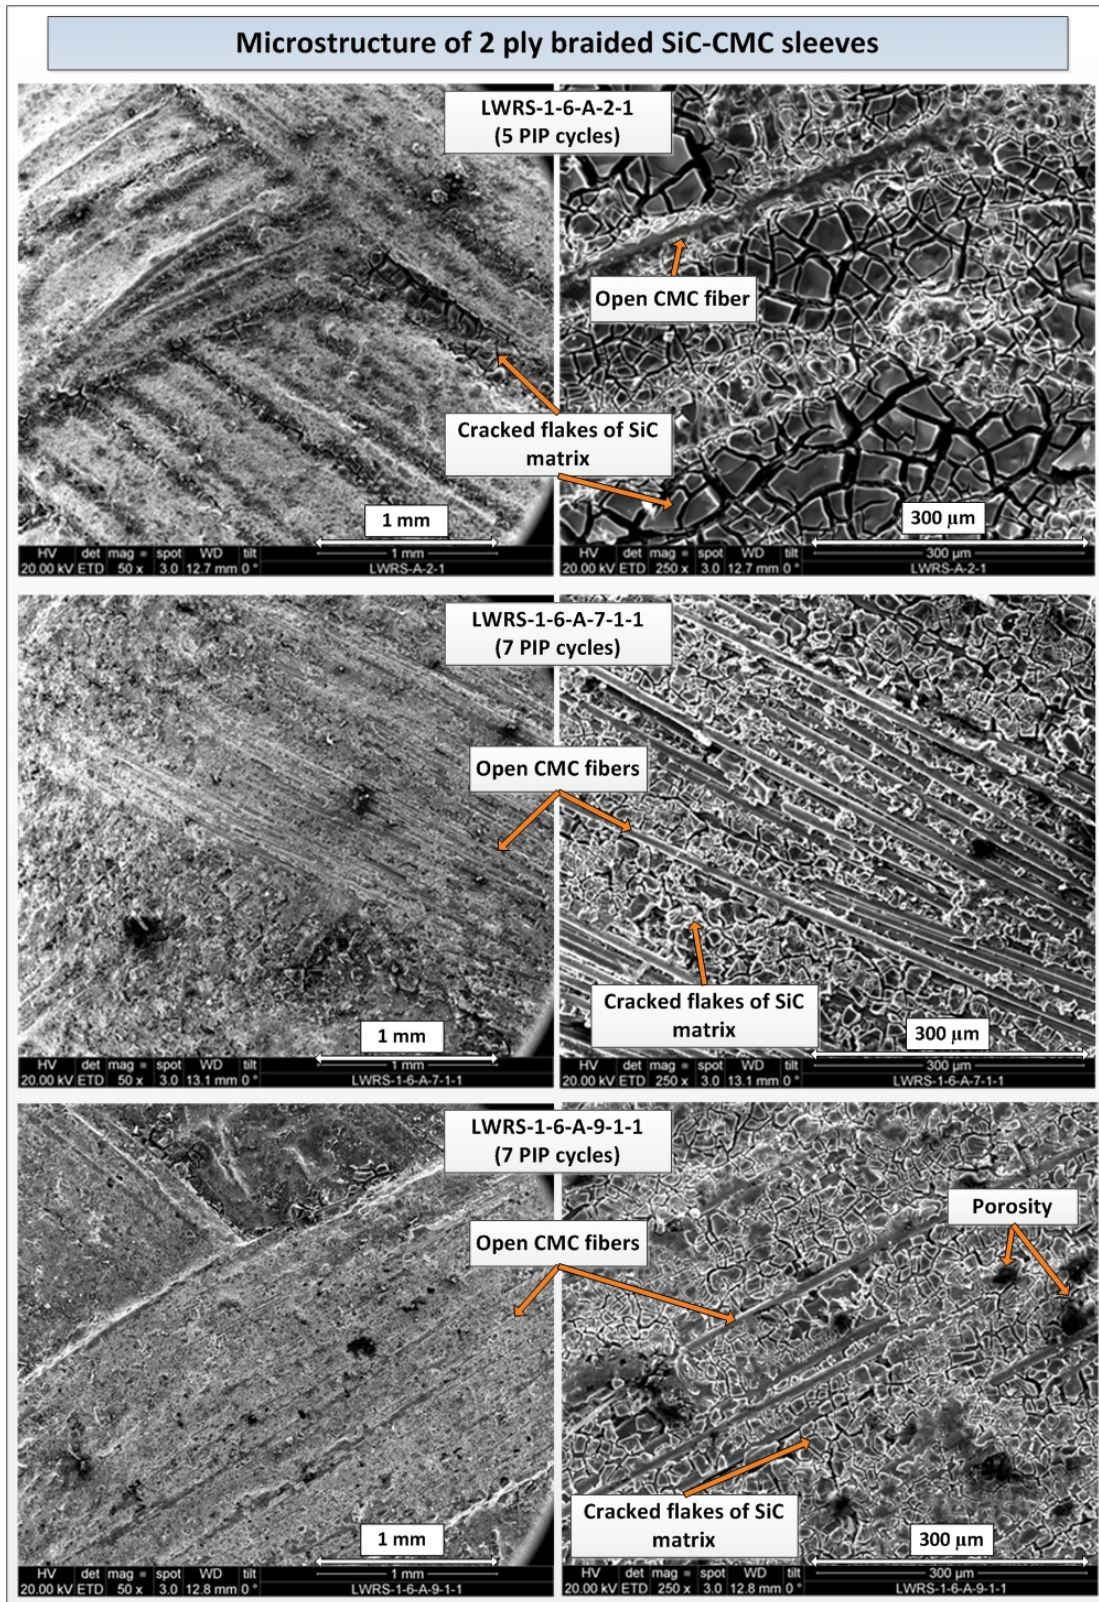 Microstructure of 2 ply braided SiC-CMC sleeves
LWRS-1-6-A-2-1
(5 PIP cycles)
Open CMC fiber
Cracked flakes of SiC
matrix
1 mm
300 µm
HV det mag ¤ spot WD tilt
20.00 kV ETD 50 x 3.0 12.7 mm 0 °
1 mm
LWRS-A-2-1
HV det mag ¤ spot WD tilt
20.00 kV ETD 250 x 3.0 12.7 mm 0 °
300 µm
LWRS-A-2-1
LWRS-1-6-A-7-1-1
(7 PIP cycles)
Open CMC fibers
Cracked flakes of SiC
matrix
1 mm
300 µm
HV det mag ¤ spot WD tilt
20.00 kV ETD 50 x 3.0 13.1 mm 0 °
1 mm
LWRS-1-6-A-7-1-1
HV det mag ¤ spot WD tilt
20.00 kV ETD 250 x 3.0 13.1 mm 0 °
300 µm
LWRS-1-6-A-7-1-1
LWRS-1-6-A-9-1-1
(7 PIP cycles)
Porosity
Open CMC fibers
Cracked flakes of SiC
matrix
1 mm
300 µm
HV det mag ¤ spot WD tilt
20.00 kV ETD 50 x 3.0 12.8 mm 0 °
1 mm
LWRS-1-6-A-9-1-1
HV det mag ¤ spot WD tilt
20.00 kV ETD 250 x 3.0 12.8 mm 0 °
300 µm
LWRS-1-6-A-9-1-1